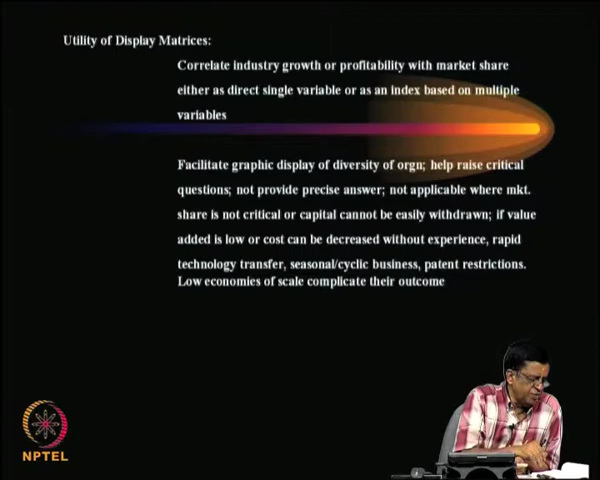 Utility of Display Matrices:
Correlate industry growth or profitability with market share
either as direct single variable or as an index based on multiple
variables
Facilitate graphic display of diversity of orgn; help raise critical
questions; not provide precise answer; not applicable where mkt.
share is not critical or capital cannot be easily withdrawn; if value
added is low or cost can be decreased without experience, rapid
technology transfer, seasonal/cyclic business, patent restrictions.
Low economies of scale complicate their outcome
NPTEL